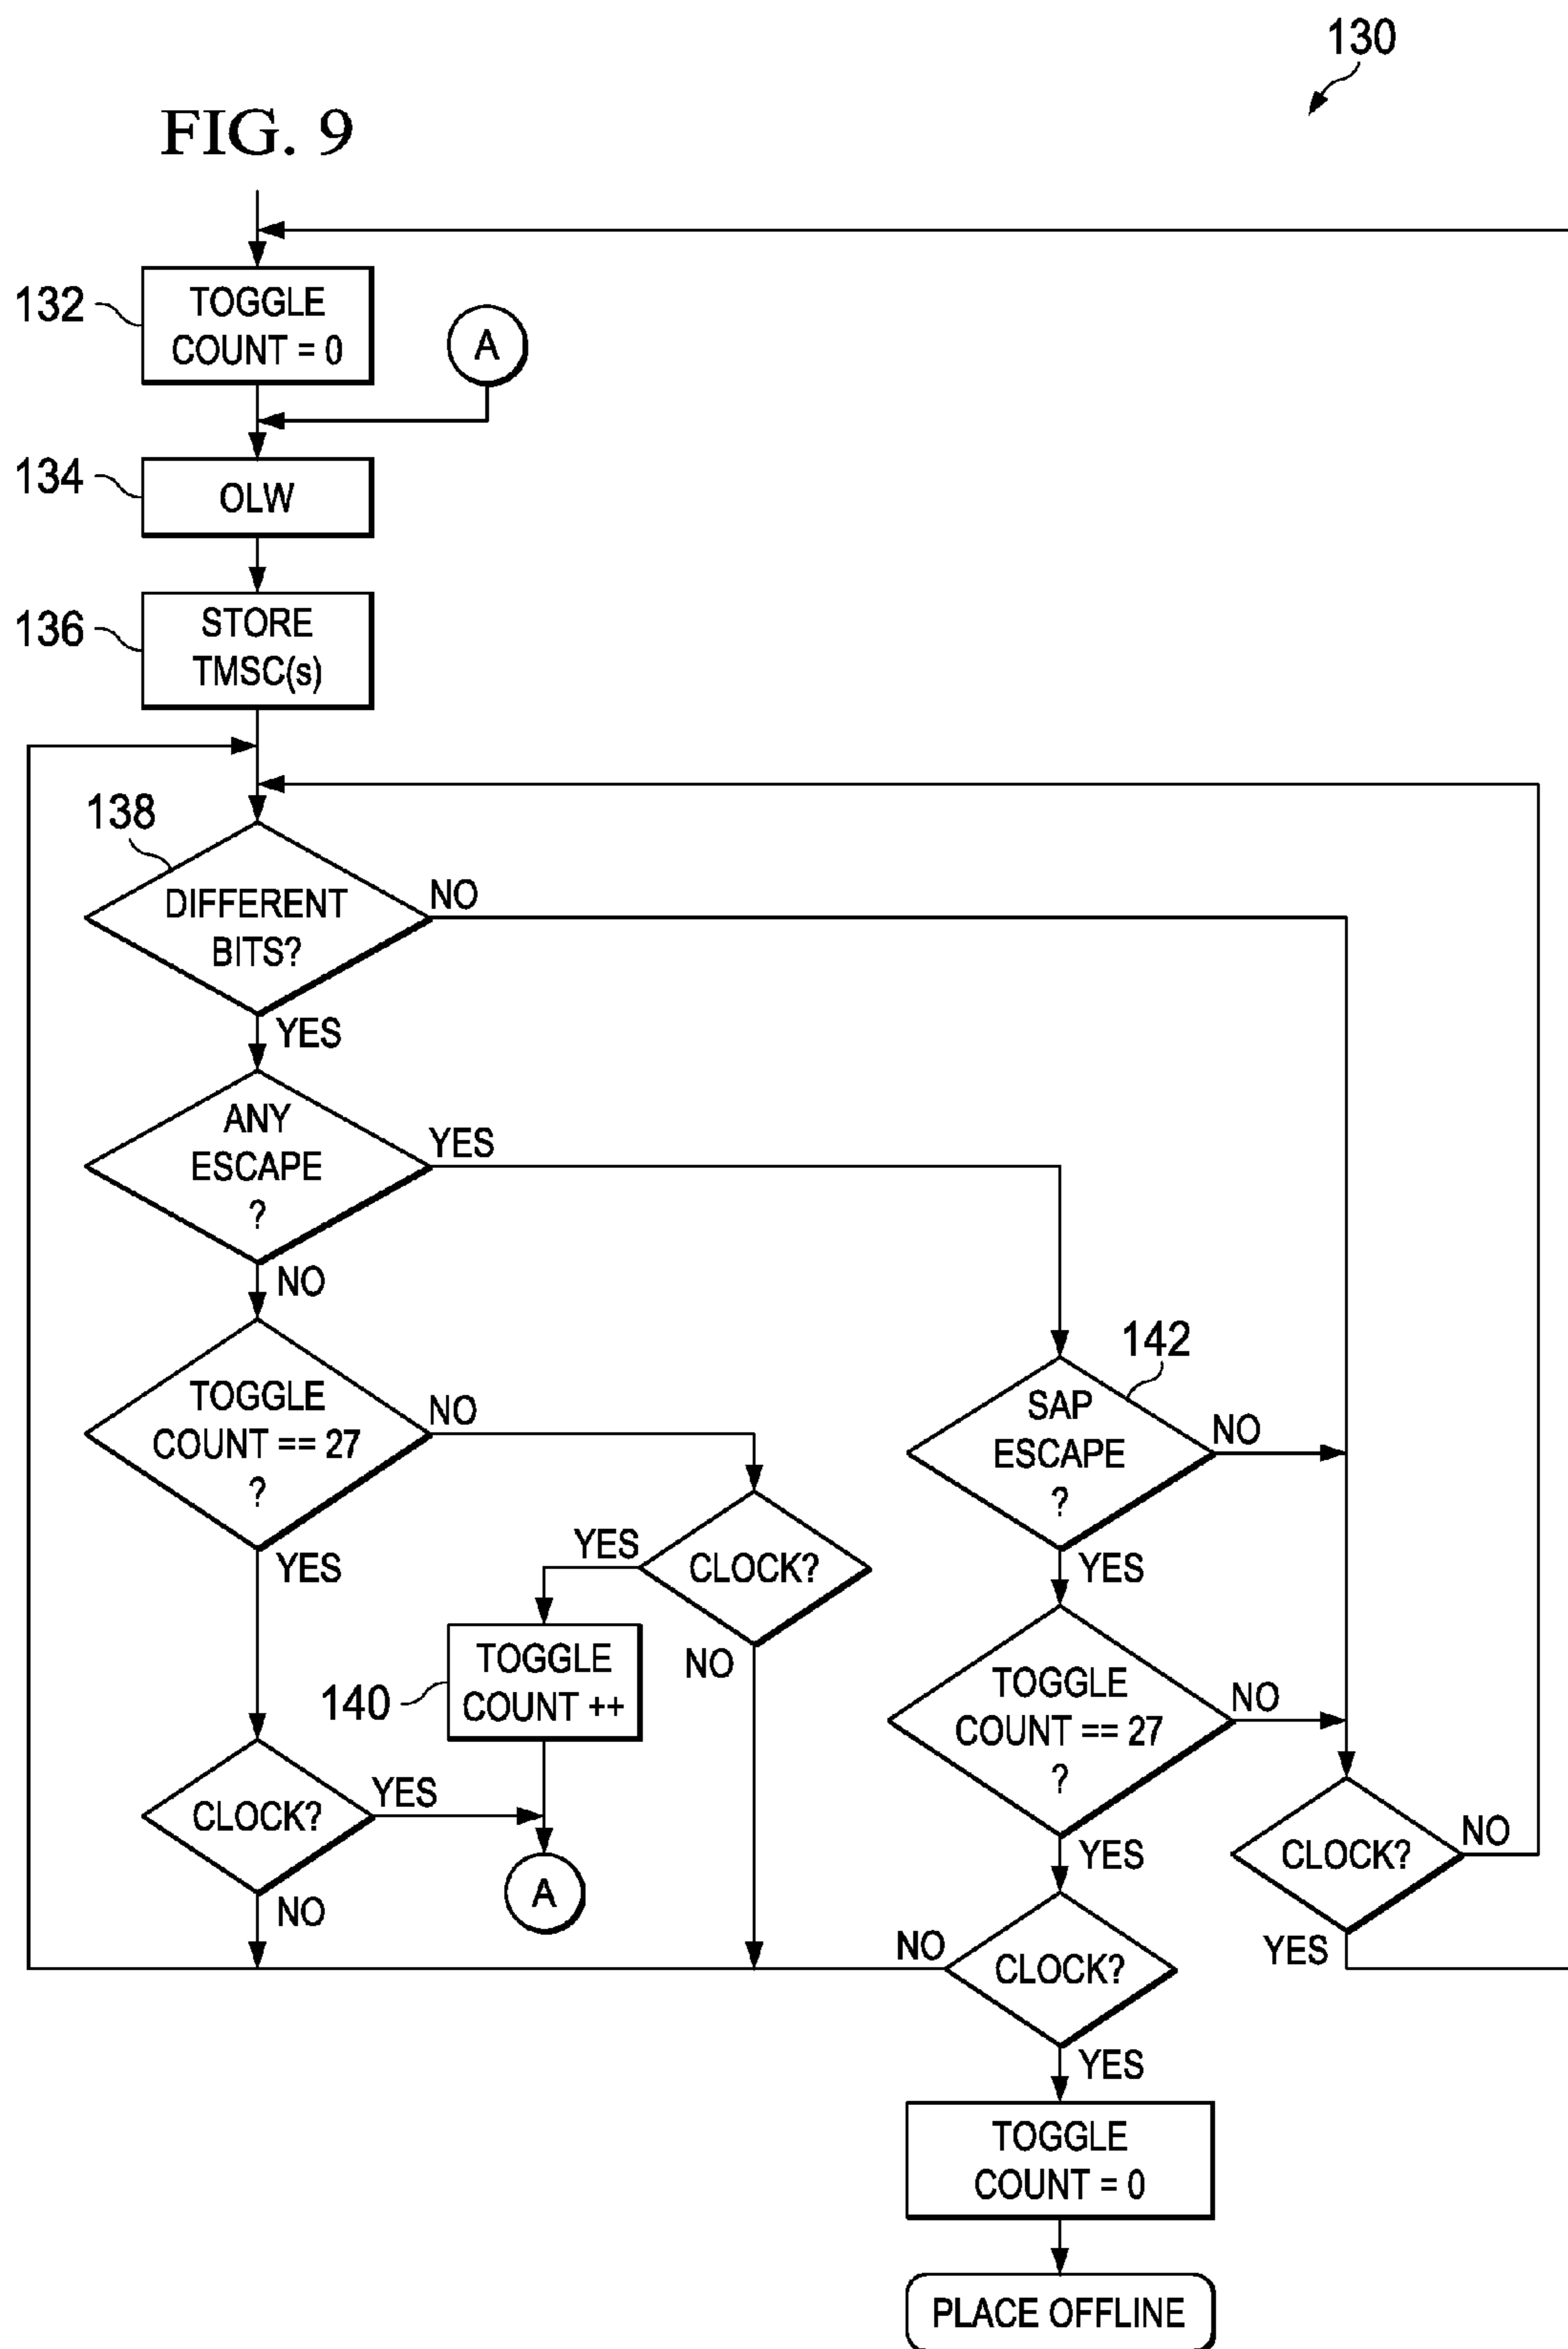 130
FIG. 9
132
TOGGLE
COUNT = 0
A
134
OLW
136
STORE
TMSC(s)
138
DIFFERENT
BITS?
NO
YES
ANY
ESCAPE
?
YES
NO
TOGGLE
COUNT == 27
?
NO
YES
CLOCK?
YES
NO
140
TOGGLE
COUNT ++
CLOCK?
YES
NO
A
142
SAP
ESCAPE
?
NO
YES
TOGGLE
COUNT == 27
?
NO
YES
CLOCK?
NO
YES
CLOCK?
NO
YES
TOGGLE
COUNT = 0
PLACE OFFLINE